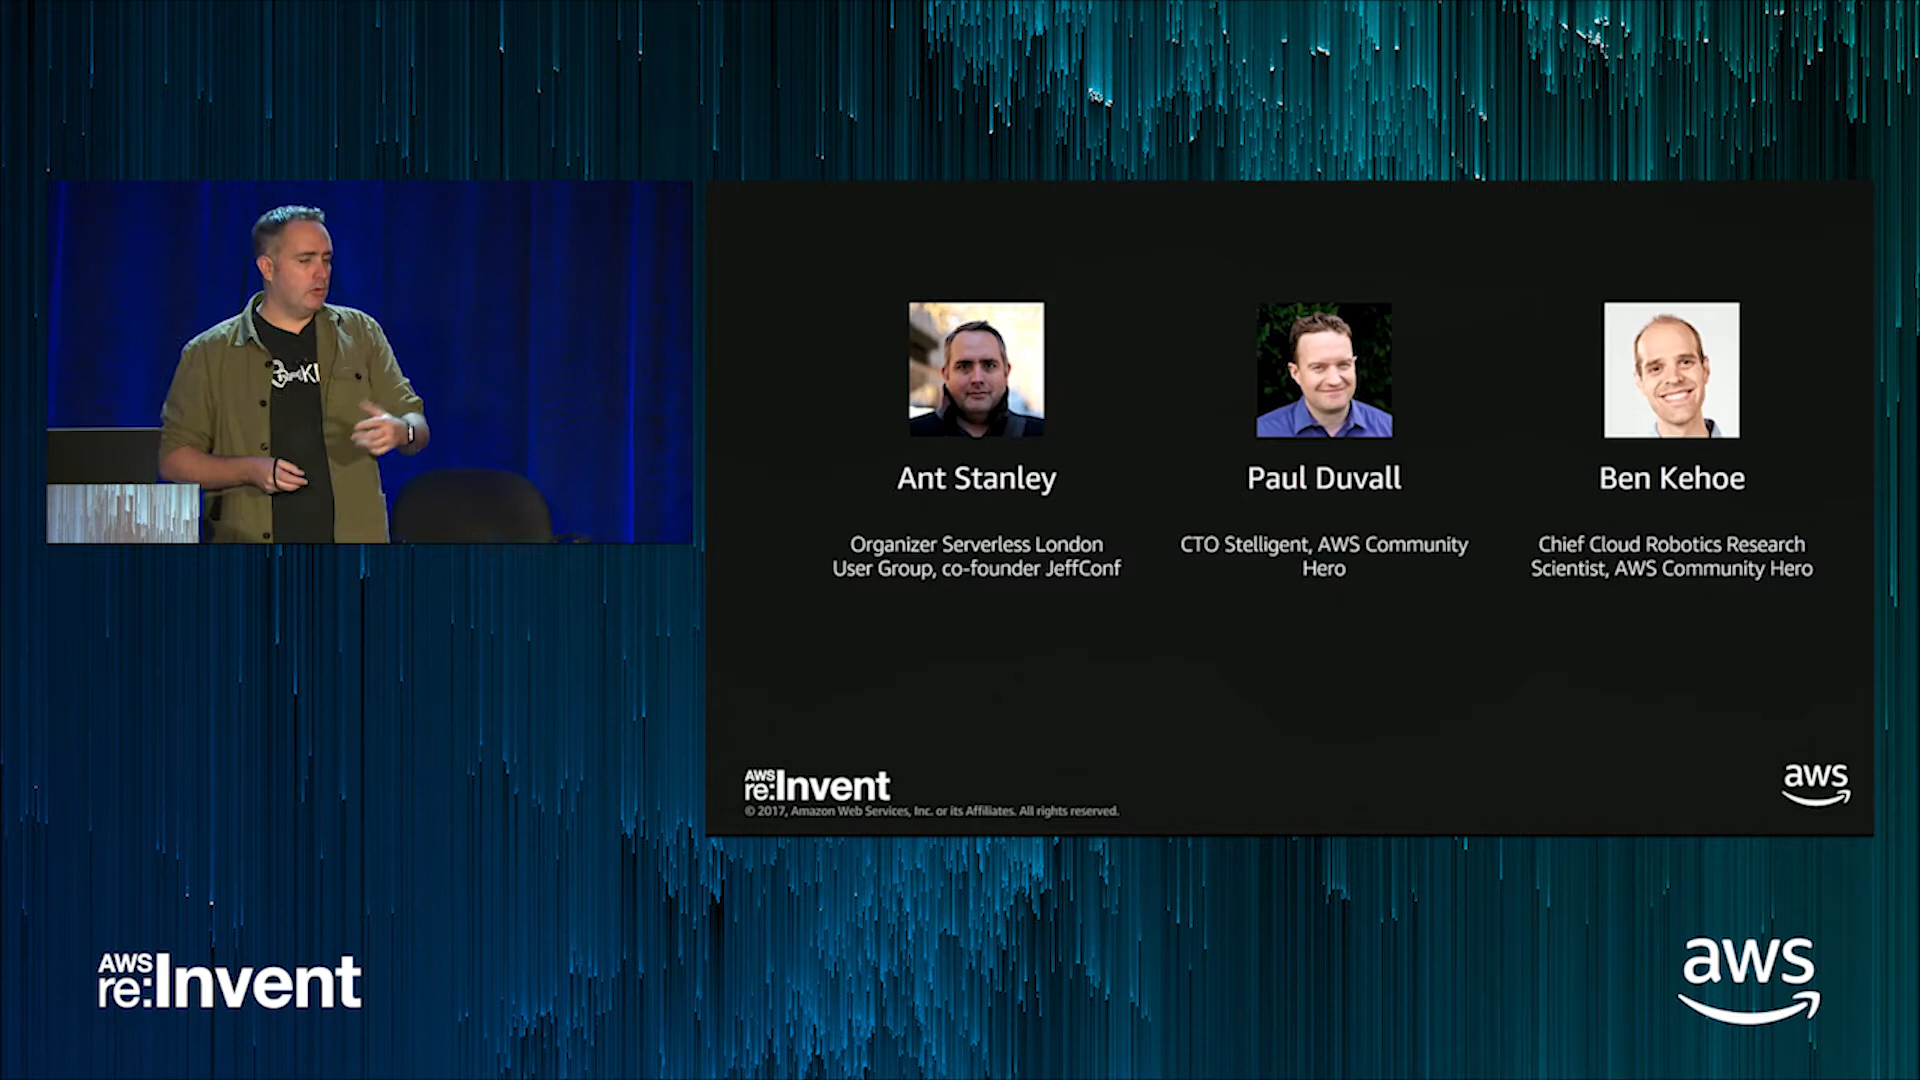 Ant Stanley
Organizer Serverless London
User Group, co-founder JeffConf
Paul Duvall
CTO Stelligent, AWS Community
Hero
Ben Kehoe
Chief Cloud Robotics Research
Scientist, AWS Community Hero
AWS
re:Invent
© 2017, Amazon Web Services, Inc. or its Affiliates. All rights reserved.
aws
AWS
re:Invent
aws